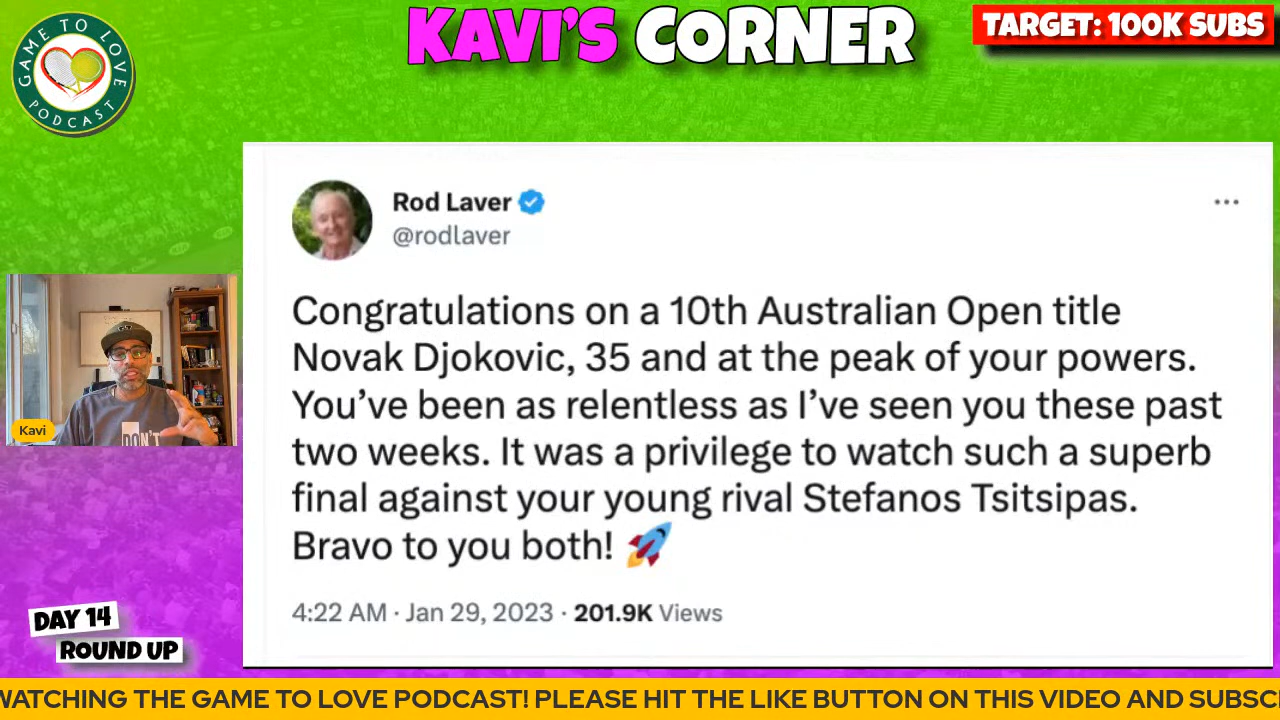 GAME TO LOVE
PODCAST
KAVI'S CORNER
TARGET: 100K SUBS
Rod Laver
@rodlaver
Congratulations on a 10th Australian Open title
Novak Djokovic, 35 and at the peak of your powers.
You've been as relentless as I've seen you these past
two weeks. It was a privilege to watch such a superb
final against your young rival Stefanos Tsitsipas.
Bravo to you both! 🚀
4:22 AM · Jan 29, 2023 · 201.9K Views
Kavi
DON'T
DAY 14
ROUND UP
WATCHING THE GAME TO LOVE PODCAST! PLEASE HIT THE LIKE BUTTON ON THIS VIDEO AND SUBSC